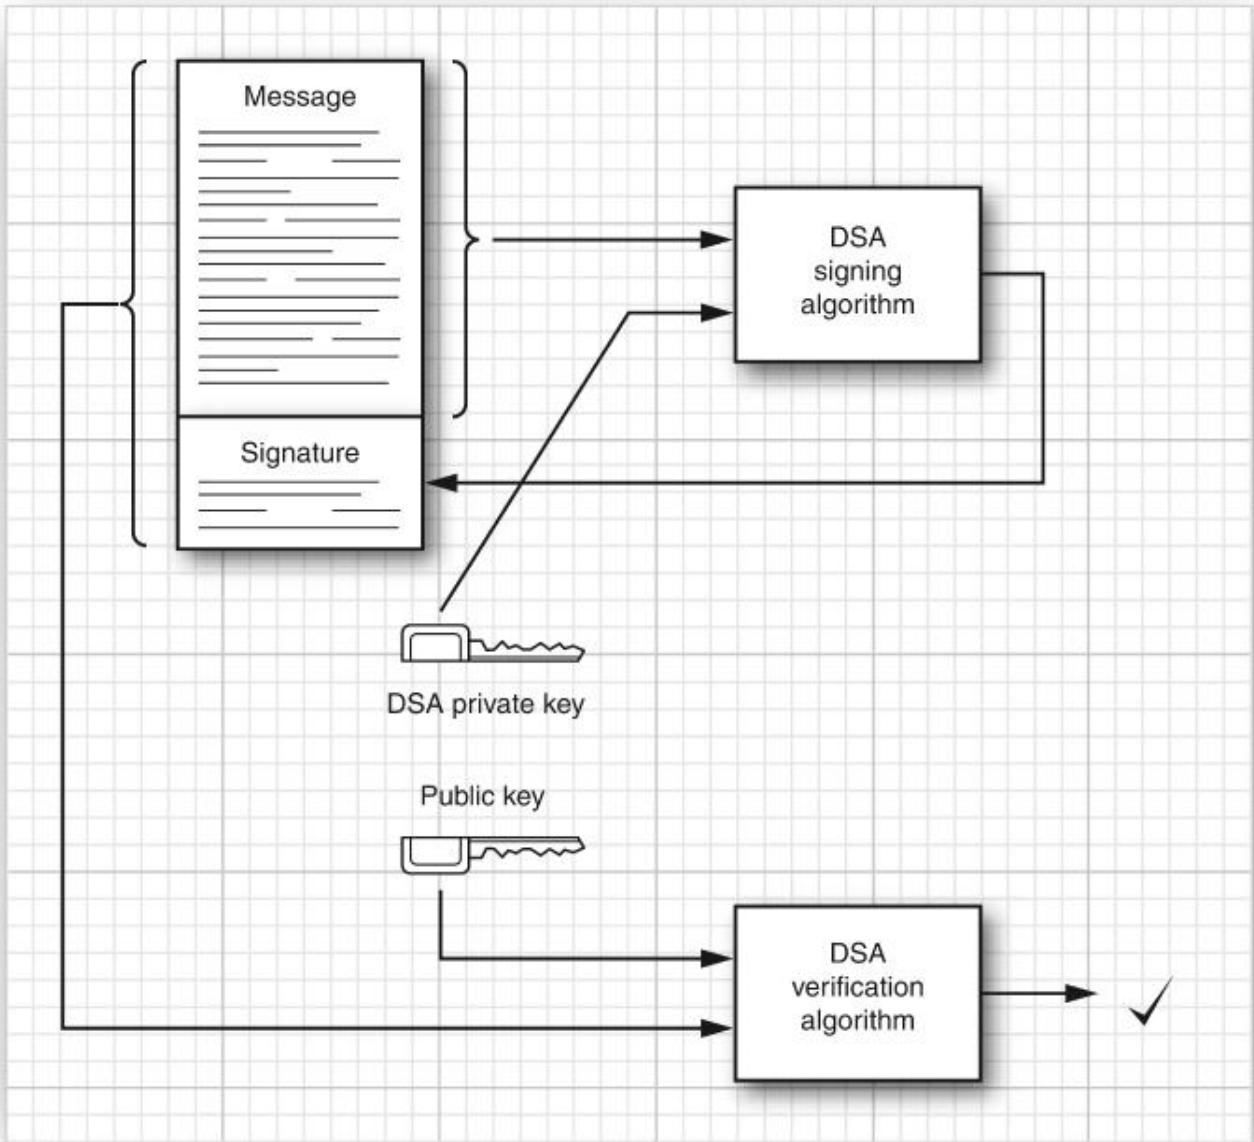 Message
DSA
signing
algorithm
Signature
DSA private key
Public key
DSA
verification
algorithm